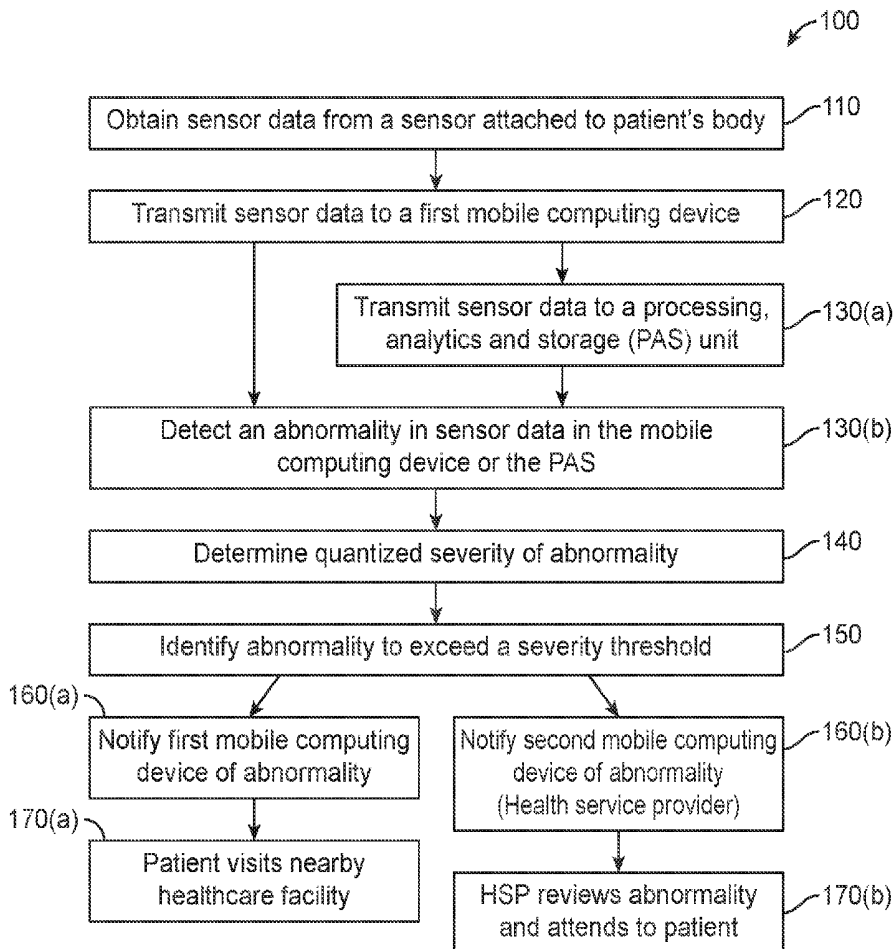 100
Obtain sensor data from a sensor attached to patient's body
110
Transmit sensor data to a first mobile computing device
120
Transmit sensor data to a processing,
analytics and storage (PAS) unit
130(a)
Detect an abnormality in sensor data in the mobile
computing device or the PAS
130(b)
Determine quantized severity of abnormality
140
Identify abnormality to exceed a severity threshold
150
160(a)
Notify first mobile computing
device of abnormality
Notify second mobile computing
device of abnormality
(Health service provider)
160(b)
170(a)
Patient visits nearby
healthcare facility
HSP reviews abnormality
and attends to patient
170(b)